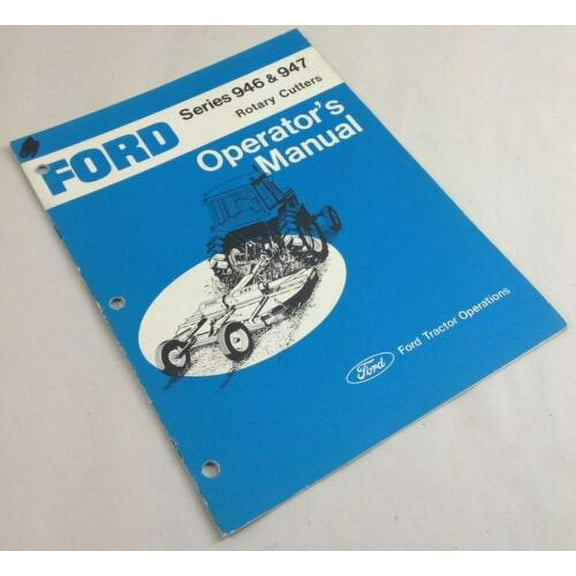 FORD
Series 946 & 947
Rotary Cutters
Operator's
Manual
Ford
Ford Tractor Operations